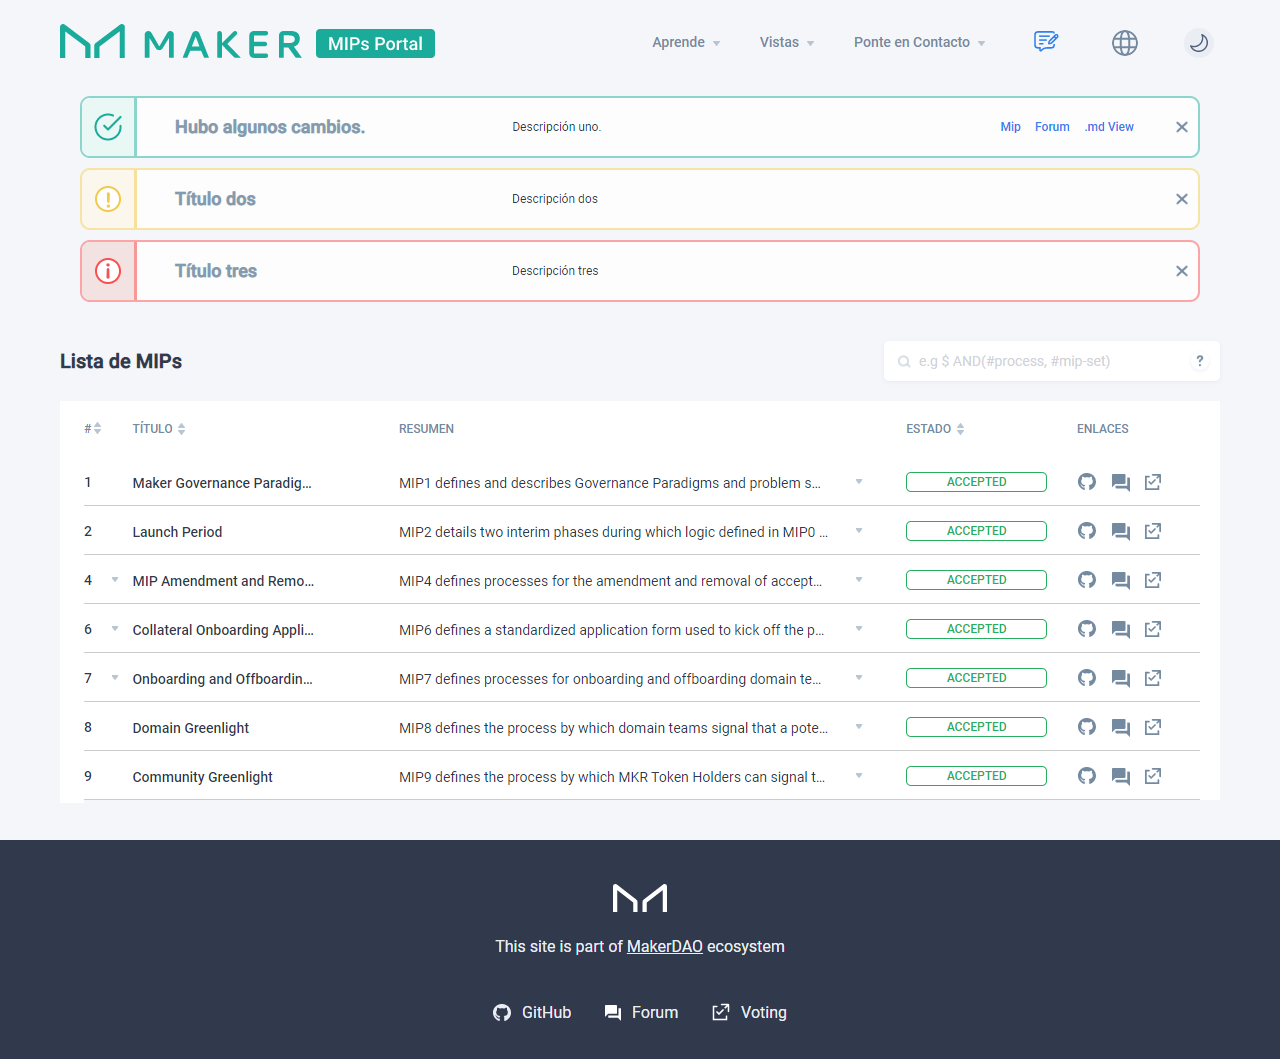 MAKER MIPs Portal Aprende Vistas Ponte en Contacto
Hubo algunos cambios. Descripción uno. Mip Forum .md View
Título dos Descripción dos
Título tres Descripción tres
Lista de MIPs e.g $ AND(#process, #mip-set) ?
# TÍTULO RESUMEN ESTADO ENLACES
1 Maker Governance Paradig... MIP1 defines and describes Governance Paradigms and problem s... ACCEPTED
2 Launch Period MIP2 details two interim phases during which logic defined in MIP0 ... ACCEPTED
4 MIP Amendment and Remo... MIP4 defines processes for the amendment and removal of accept... ACCEPTED
6 Collateral Onboarding Appli... MIP6 defines a standardized application form used to kick off the p... ACCEPTED
7 Onboarding and Offboardin... MIP7 defines processes for onboarding and offboarding domain te... ACCEPTED
8 Domain Greenlight MIP8 defines the process by which domain teams signal that a pote... ACCEPTED
9 Community Greenlight MIP9 defines the process by which MKR Token Holders can signal t... ACCEPTED
This site is part of MakerDAO ecosystem
GitHub Forum Voting